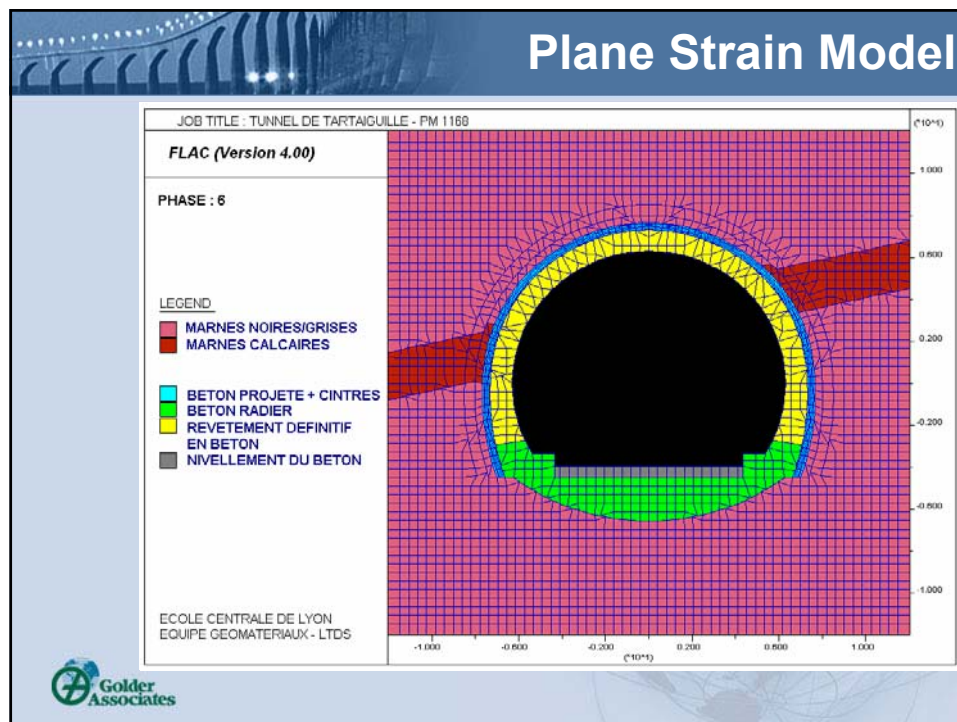 Plane Strain Model
JOB TITLE : TUNNEL DE TARTAIGUILLE - PM 1168
(*10^1)
FLAC (Version 4.00)
PHASE : 6
LEGEND
MARNES NOIRES/GRISES
MARNES CALCAIRES
BETON PROJETE + CINTRES
BETON RADIER
REVETEMENT DEFINITIF
EN BETON
NIVELLEMENT DU BETON
ECOLE CENTRALE DE LYON
EQUIPE GEOMATERIAUX - LTDS
1.000
0.600
0.200
-0.200
-0.600
-1.000
-1.000 -0.600 -0.200 0.200 0.600 1.000
(*10^1)
Golder
Associates